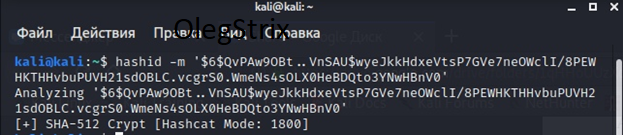 kali@kali: ~
Файл Действия Правка Вид Справка
OlegStrix
kali@kali:~$ hashid -m '$6$QvPAw9OBt..VnSAU$wyeJkkHdxeVtsP7GVe7neOWclI/8PEW
HKTHHvbuPUVH21sdOBLC.vcgrS0.WmeNs4sOLX0HeBDQto3YNwHBnV0'
Analyzing '$6$QvPAw9OBt..VnSAU$wyeJkkHdxeVtsP7GVe7neOWclI/8PEWHKTHHvbuPUVH2
1sdOBLC.vcgrS0.WmeNs4sOLX0HeBDQto3YNwHBnV0'
[+] SHA-512 Crypt [Hashcat Mode: 1800]